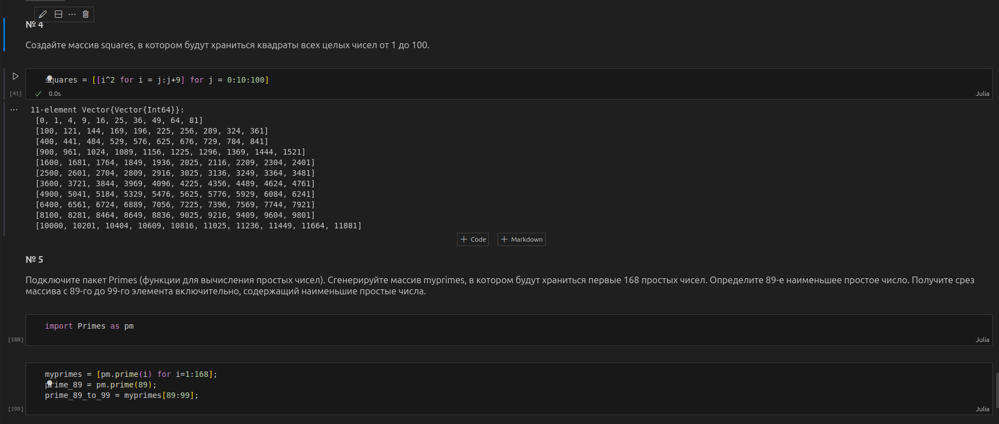 № 4
Создайте массив squares, в котором будут храниться квадраты всех целых чисел от 1 до 100.
squares = [[i^2 for i = j:j+9] for j = 0:10:100]
[41]
0.0s
Julia
11-element Vector{Vector{Int64}}:
[0, 1, 4, 9, 16, 25, 36, 49, 64, 81]
[100, 121, 144, 169, 196, 225, 256, 289, 324, 361]
[400, 441, 484, 529, 576, 625, 676, 729, 784, 841]
[900, 961, 1024, 1089, 1156, 1225, 1296, 1369, 1444, 1521]
[1600, 1681, 1764, 1849, 1936, 2025, 2116, 2209, 2304, 2401]
[2500, 2601, 2704, 2809, 2916, 3025, 3136, 3249, 3364, 3481]
[3600, 3721, 3844, 3969, 4096, 4225, 4356, 4489, 4624, 4761]
[4900, 5041, 5184, 5329, 5476, 5625, 5776, 5929, 6084, 6241]
[6400, 6561, 6724, 6889, 7056, 7225, 7396, 7569, 7744, 7921]
[8100, 8281, 8464, 8649, 8836, 9025, 9216, 9409, 9604, 9801]
[10000, 10201, 10404, 10609, 10816, 11025, 11236, 11449, 11664, 11881]
+ Code + Markdown
№ 5
Подключите пакет Primes (функции для вычисления простых чисел). Сгенерируйте массив myprimes, в котором будут храниться первые 168 простых чисел. Определите 89-е наименьшее простое число. Получите срез
массива с 89-го до 99-го элемента включительно, содержащий наименьшие простые числа.
import Primes as pm
[188]
Julia
myprimes = [pm.prime(i) for i=1:168];
prime_89 = pm.prime(89);
prime_89_to_99 = myprimes[89:99];
[199]
Julia